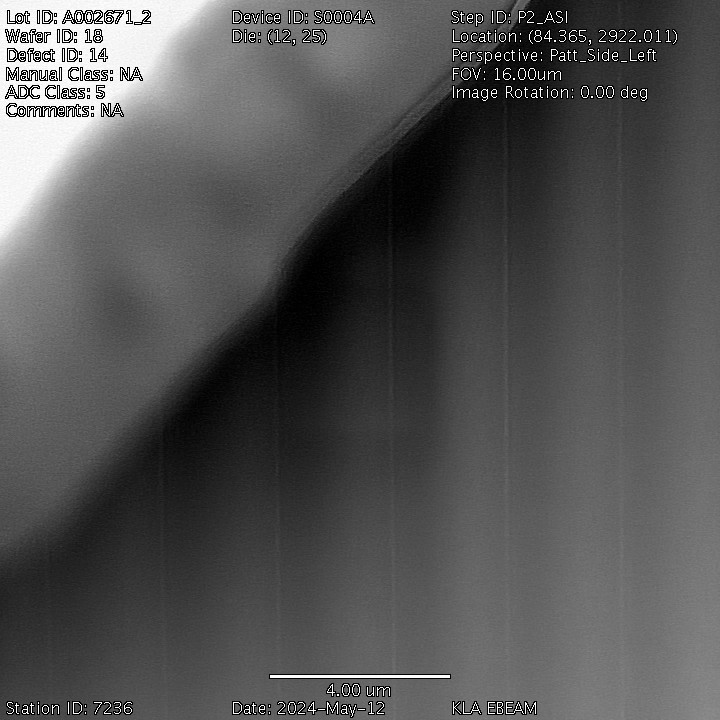 Lot ID: A002671_2
Wafer ID: 18
Defect ID: 14
Manual Class: NA
ADC Class: 5
Comments: NA
Device ID: S0004A
Die: (12, 25)
Step ID: P2_ASI
Location: (84.365, 2922.011)
Perspective: Patt_Side_Left
FOV: 16.00um
Image Rotation: 0.00 deg
4.00 um
Station ID: 7236
Date: 2024-May-12
KLA EBEAM